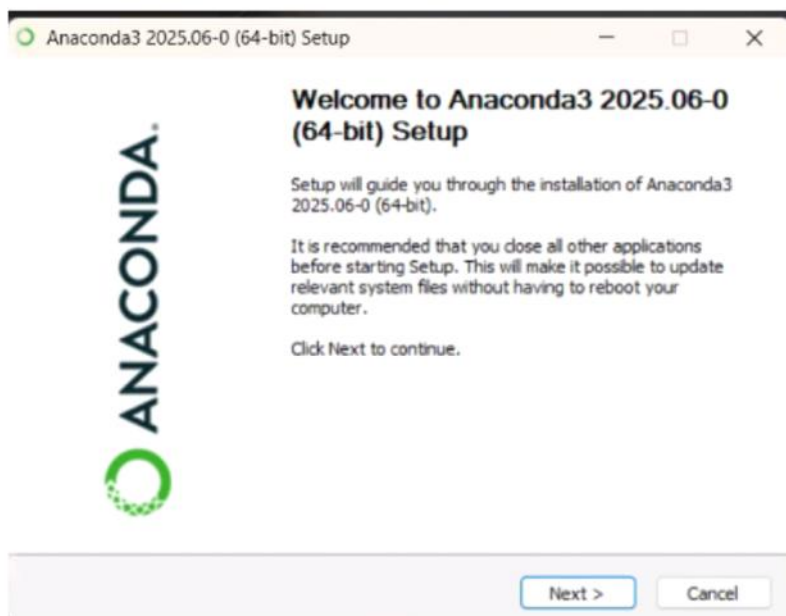 Anaconda3 2025.06-0 (64-bit) Setup
ANACONDA.
Welcome to Anaconda3 2025.06-0
(64-bit) Setup
Setup will guide you through the installation of Anaconda3
2025.06-0 (64-bit).
It is recommended that you close all other applications
before starting Setup. This will make it possible to update
relevant system files without having to reboot your
computer.
Click Next to continue.
Next >
Cancel